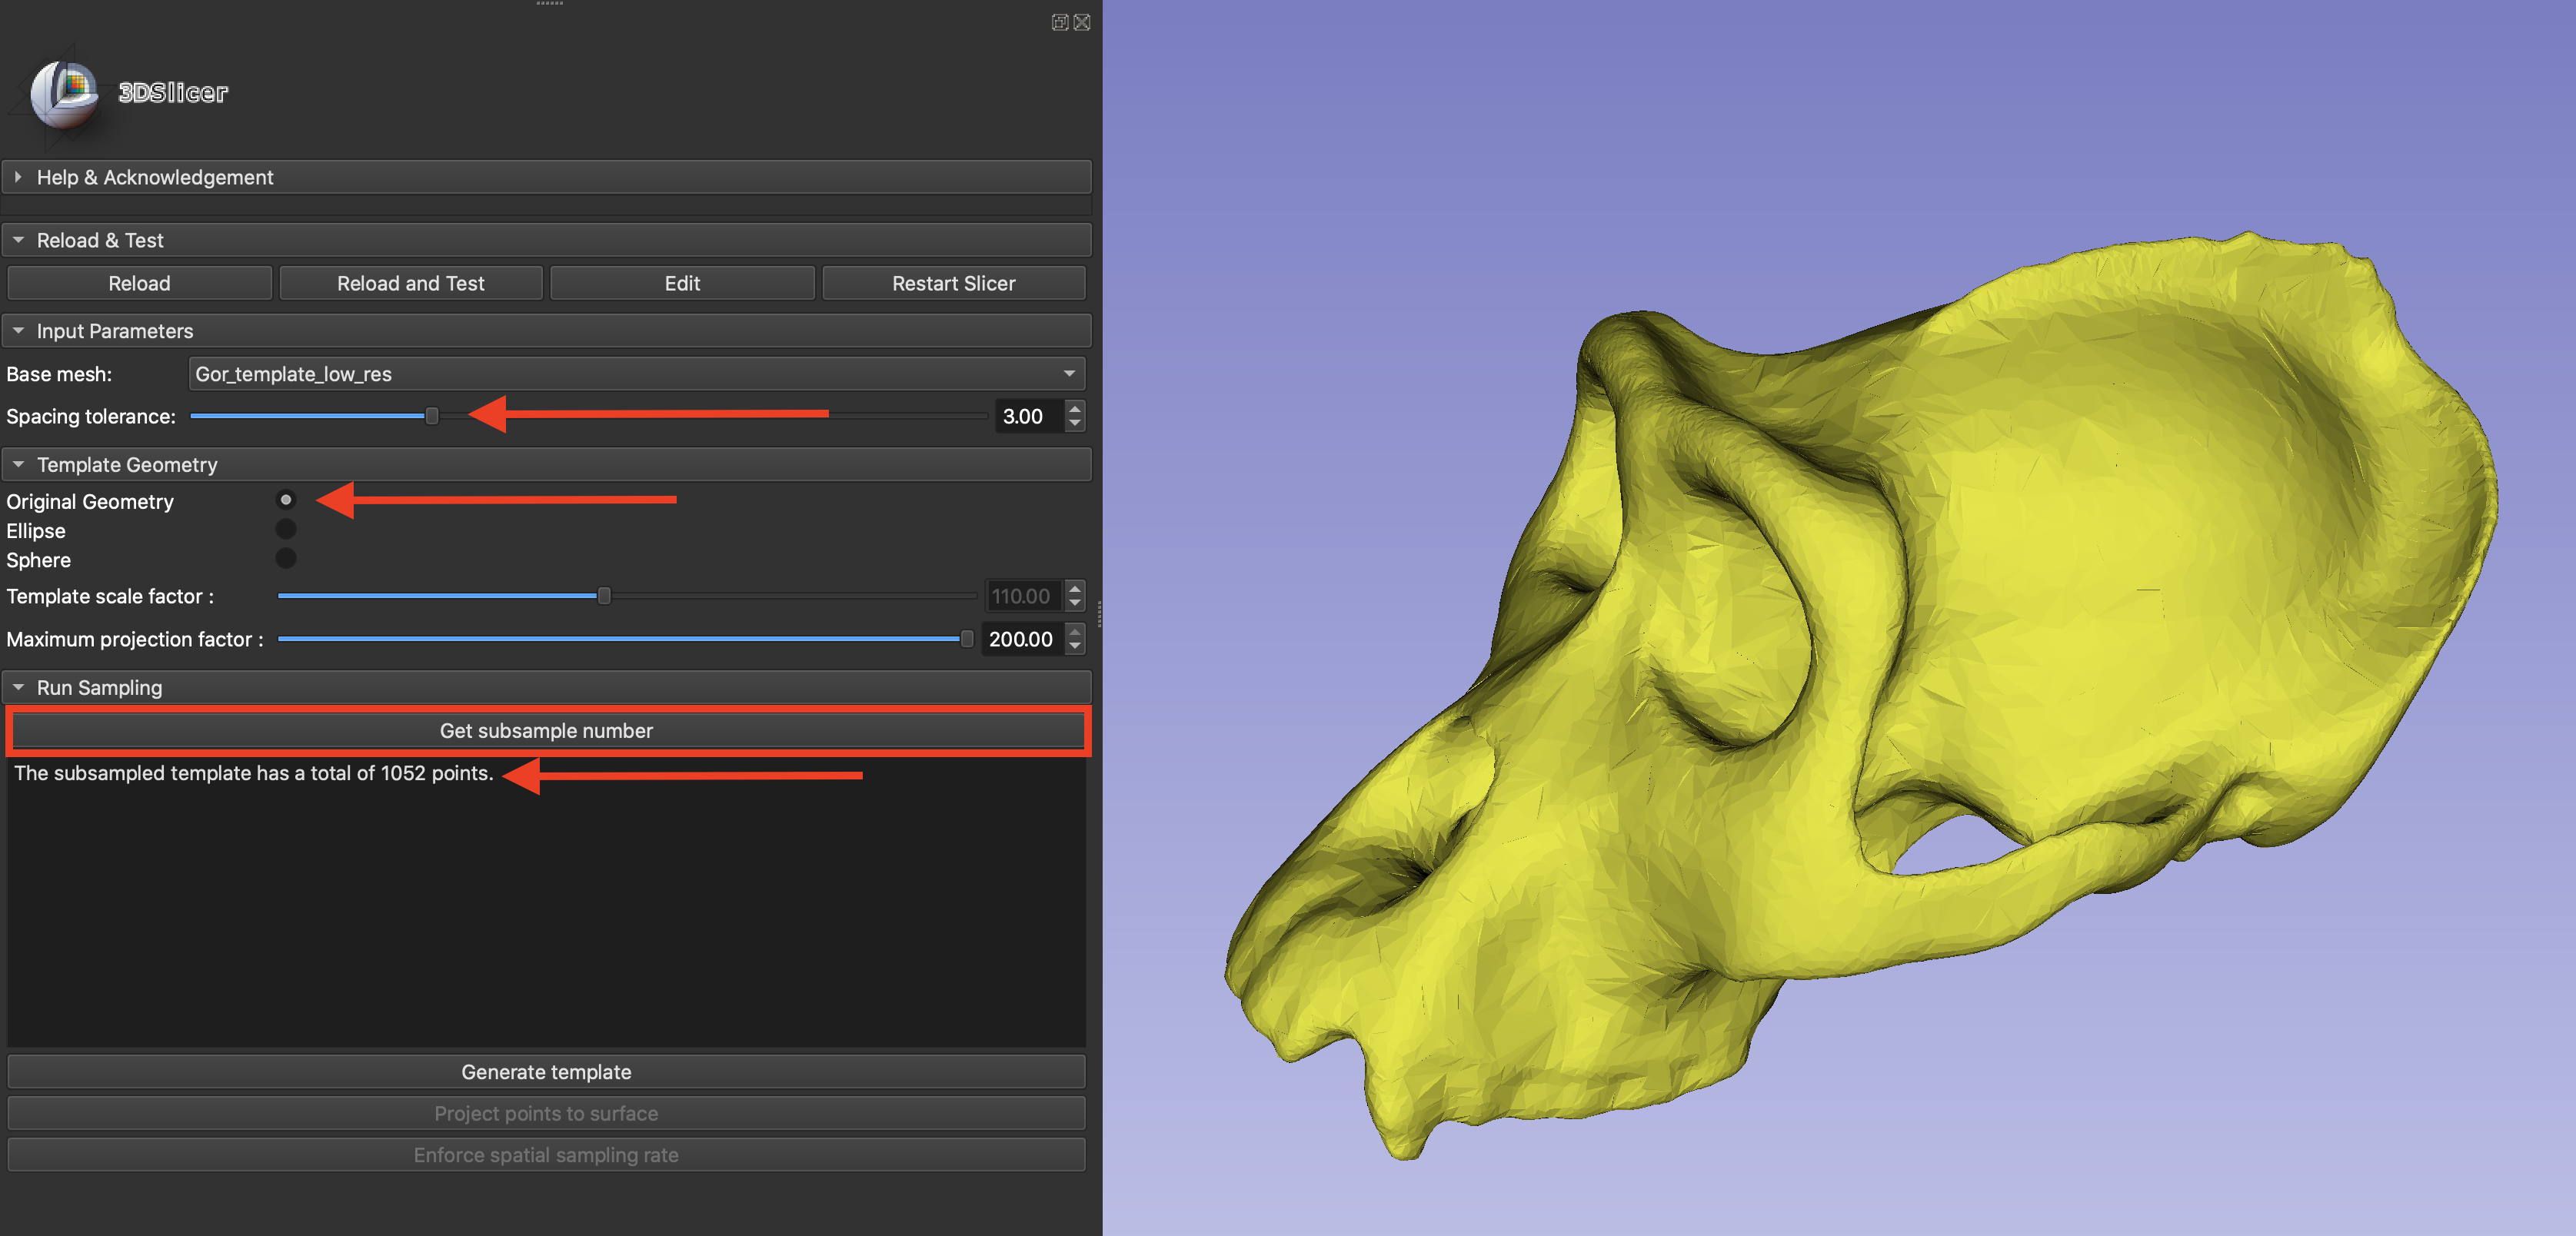 3DSlicer
Help & Acknowledgement
Reload & Test
Reload Reload and Test Edit Restart Slicer
Input Parameters
Base mesh: Gor_template_low_res
Spacing tolerance: 3.00
Template Geometry
Original Geometry
Ellipse
Sphere
Template scale factor : 110.00
Maximum projection factor : 200.00
Run Sampling
Get subsample number
The subsampled template has a total of 1052 points.
Generate template
Project points to surface
Enforce spatial sampling rate